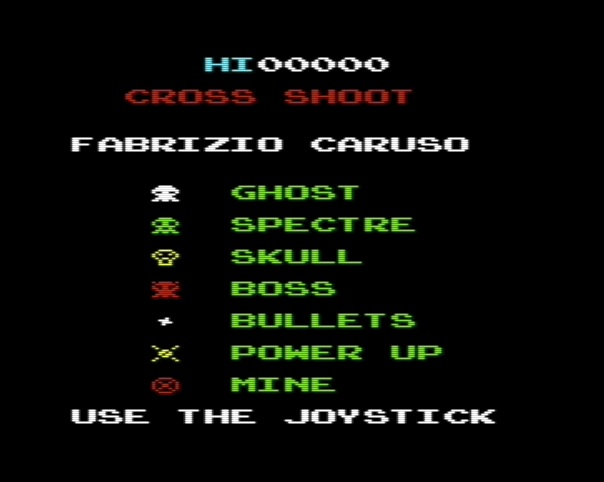 HI00000
CROSS SHOOT
FABRIZIO CARUSO
GHOST
SPECTRE
SKULL
BOSS
BULLETS
POWER UP
MINE
USE THE JOYSTICK